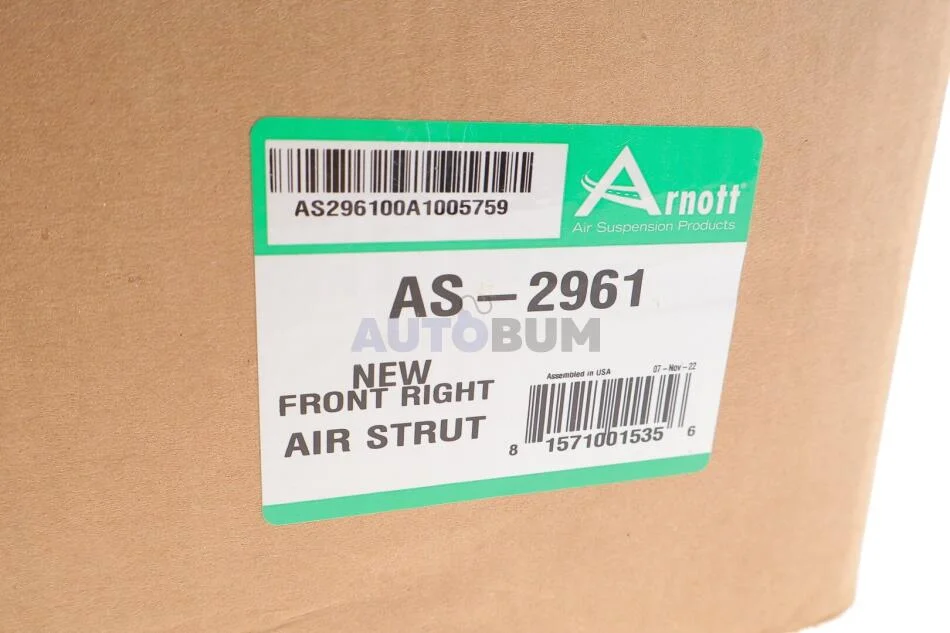 AS296100A1005759
Arnott®
Air Suspension Products
AS-2961
AUTOBUM
NEW
FRONT RIGHT
AIR STRUT
Assembled in USA 07-Nov-22
8 1571001535 6